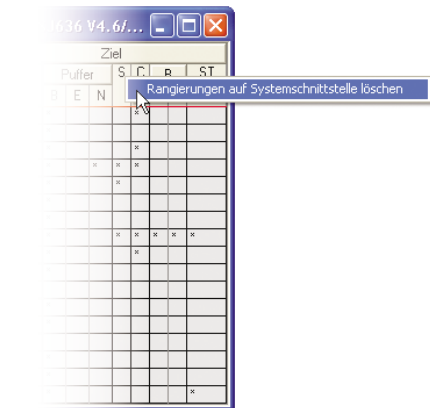 636 V4.6/...
Ziel
Puffer S C B ST
B E N
Rangierungen auf Systemschnittstelle löschen
× 
×
× × ×
×
× × × × ×
×
×